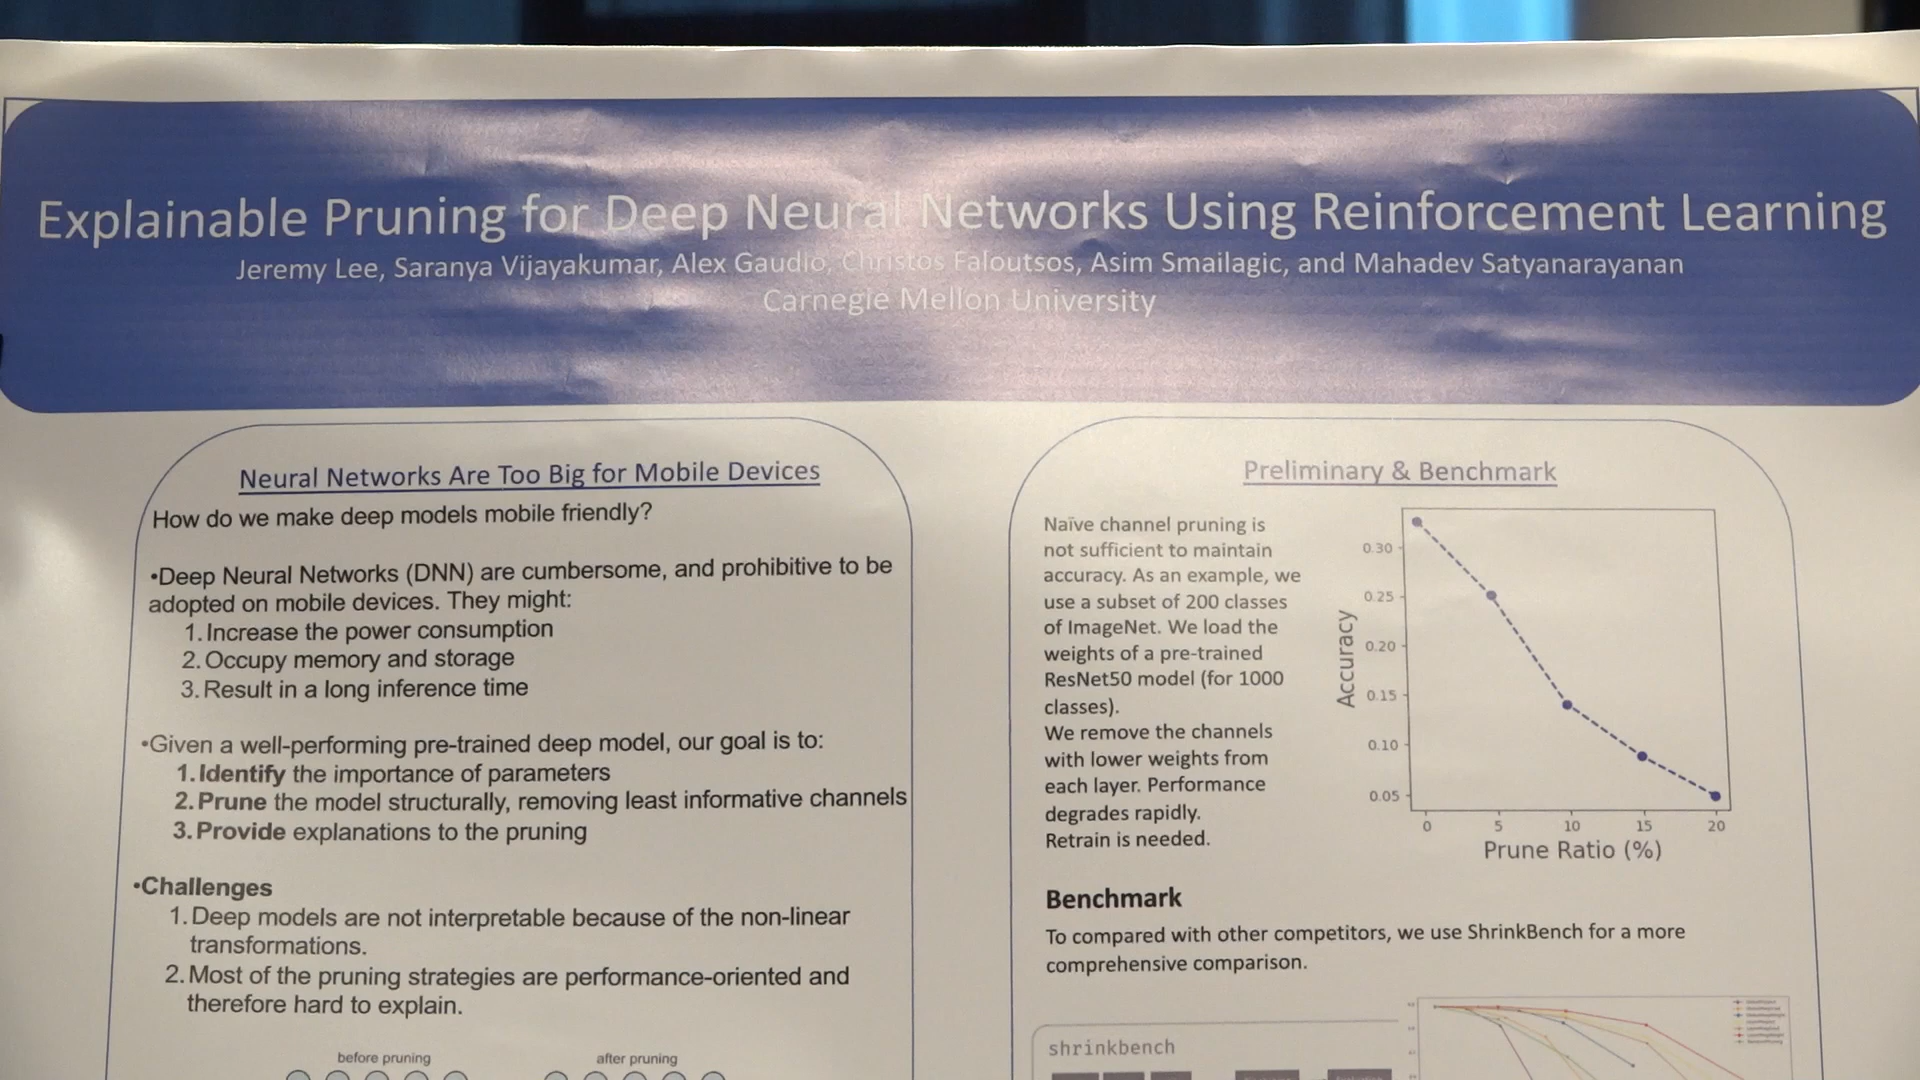 Explainable Pruning for Deep Neural Networks Using Reinforcement Learning
Jeremy Lee, Saranya Vijayakumar, Alex Gaudio, Christos Faloutsos, Asim Smailagic, and Mahadev Satyanarayanan
Carnegie Mellon University
Neural Networks Are Too Big for Mobile Devices
How do we make deep models mobile friendly?
•Deep Neural Networks (DNN) are cumbersome, and prohibitive to be
adopted on mobile devices. They might:
1. Increase the power consumption
2. Occupy memory and storage
3. Result in a long inference time
•Given a well-performing pre-trained deep model, our goal is to:
1. Identify the importance of parameters
2. Prune the model structurally, removing least informative channels
3. Provide explanations to the pruning
•Challenges
1. Deep models are not interpretable because of the non-linear
transformations.
2. Most of the pruning strategies are performance-oriented and
therefore hard to explain.
before pruning
after pruning
Preliminary & Benchmark
Naïve channel pruning is
not sufficient to maintain
accuracy. As an example, we
use a subset of 200 classes
of ImageNet. We load the
weights of a pre-trained
ResNet50 model (for 1000
classes).
We remove the channels
with lower weights from
each layer. Performance
degrades rapidly.
Retrain is needed.
Accuracy
0.30
0.25
0.20
0.15
0.10
0.05
0 5 10 15 20
Prune Ratio (%)
Benchmark
To compared with other competitors, we use ShrinkBench for a more
comprehensive comparison.
shrinkbench